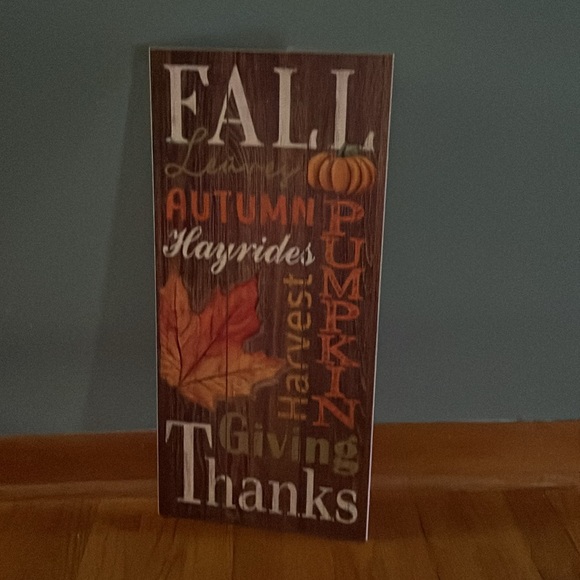 FALL
Leaves
AUTUMN
Hayrides
PUMPKIN
Harvest
Giving
Thanks